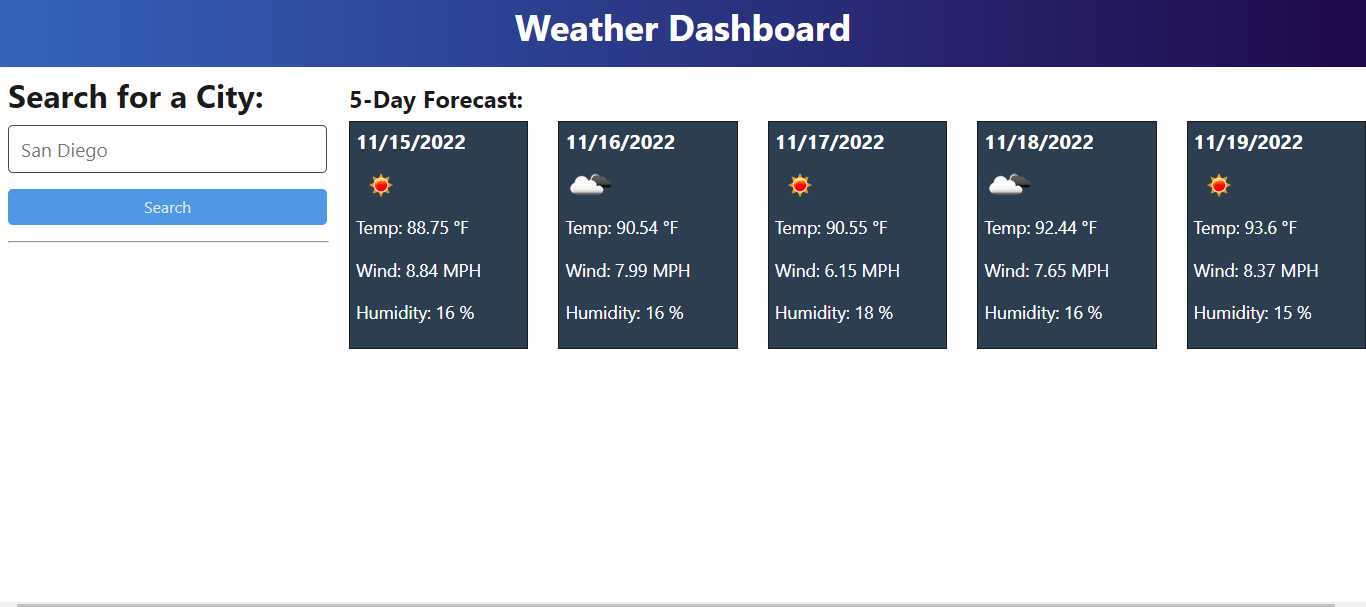 Weather Dashboard
Search for a City:
San Diego
Search
5-Day Forecast:
11/15/2022
Temp: 88.75 °F
Wind: 8.84 MPH
Humidity: 16 %
11/16/2022
Temp: 90.54 °F
Wind: 7.99 MPH
Humidity: 16 %
11/17/2022
Temp: 90.55 °F
Wind: 6.15 MPH
Humidity: 18 %
11/18/2022
Temp: 92.44 °F
Wind: 7.65 MPH
Humidity: 16 %
11/19/2022
Temp: 93.6 °F
Wind: 8.37 MPH
Humidity: 15 %